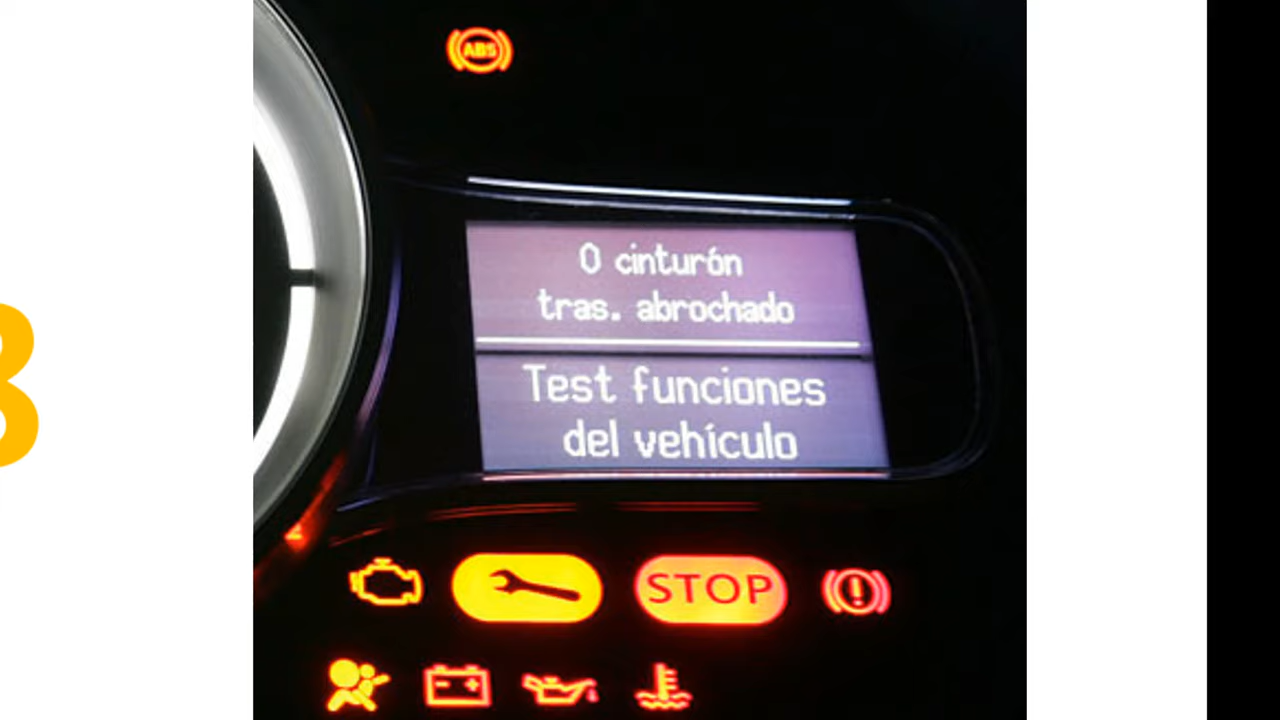 ABS
0 cinturón
tras. abrochado
Test funciones
del vehículo
STOP